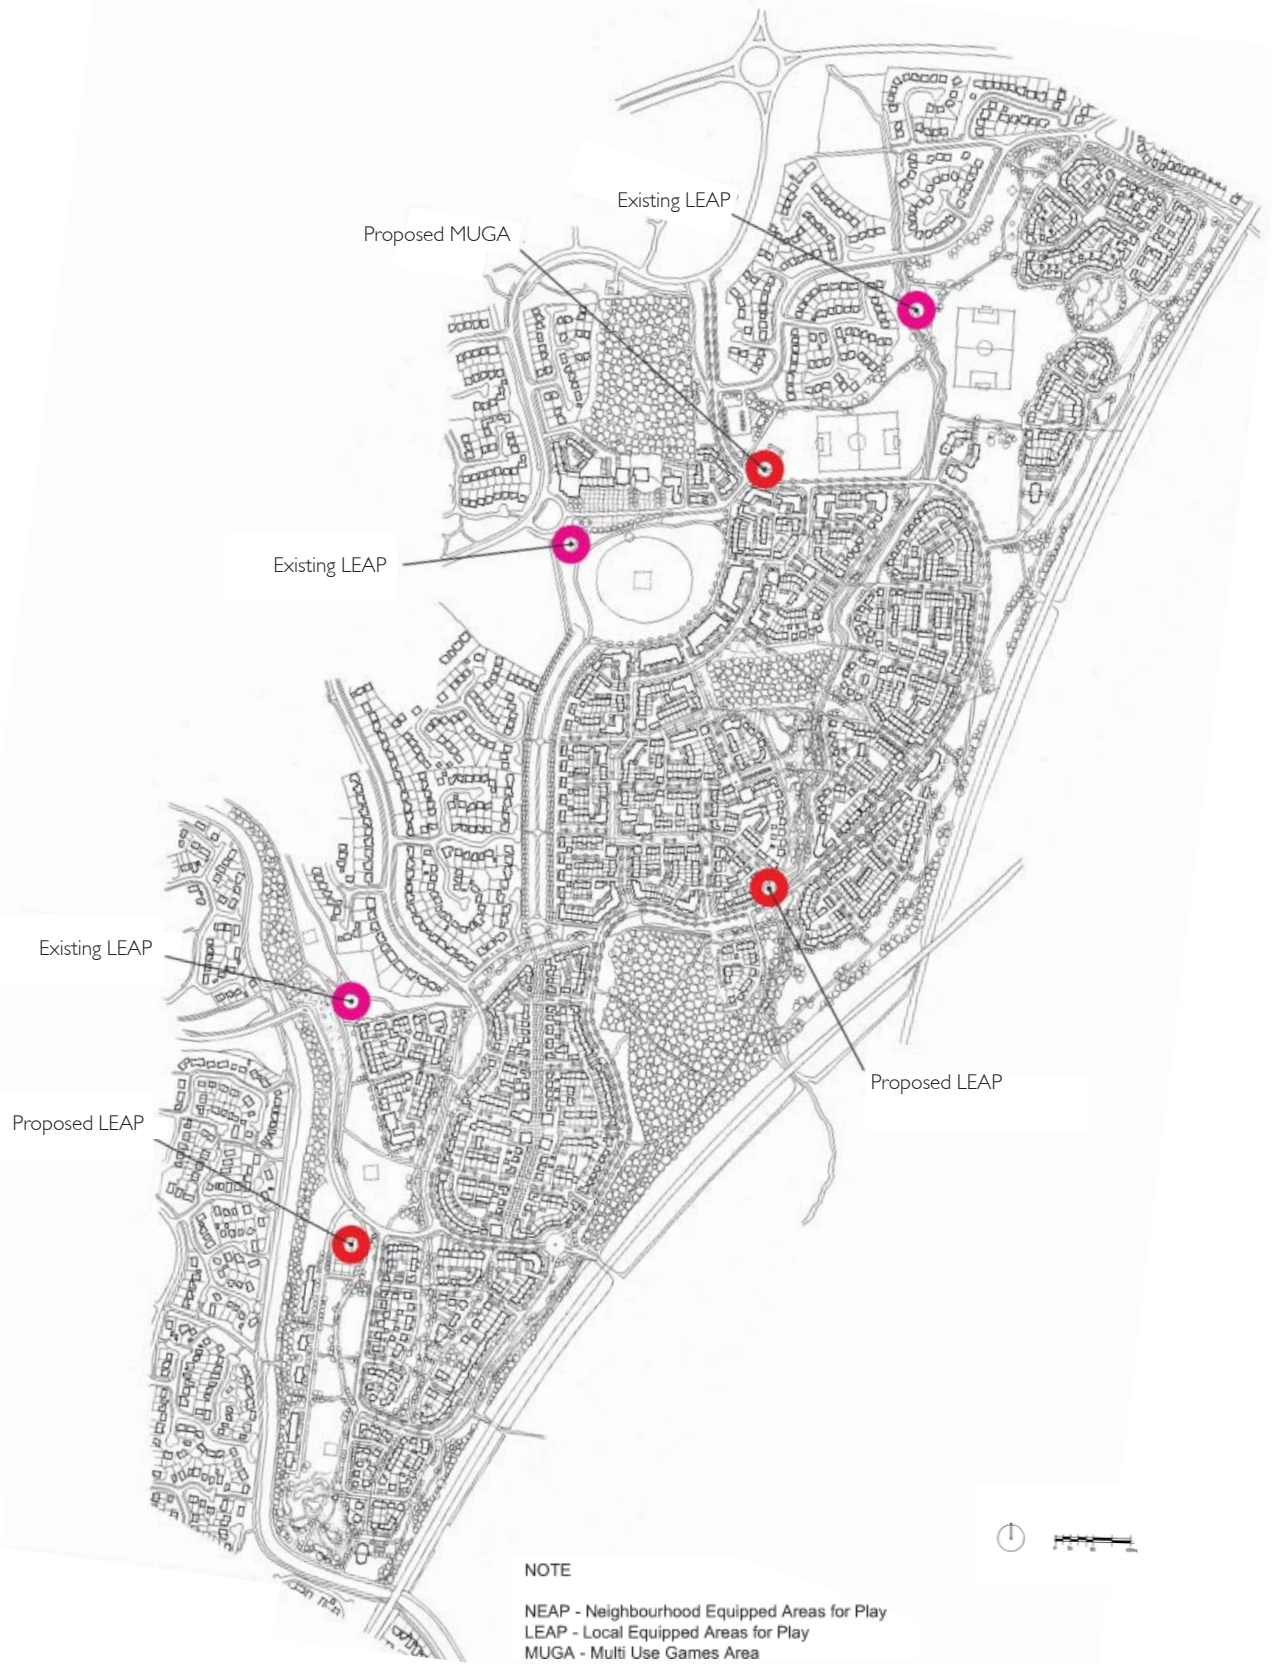 Existing LEAP
Proposed MUGA
Existing LEAP
Existing LEAP
Proposed LEAP
Proposed LEAP
NOTE
NEAP - Neighbourhood Equipped Areas for Play
LEAP - Local Equipped Areas for Play
MUGA - Multi Use Games Area